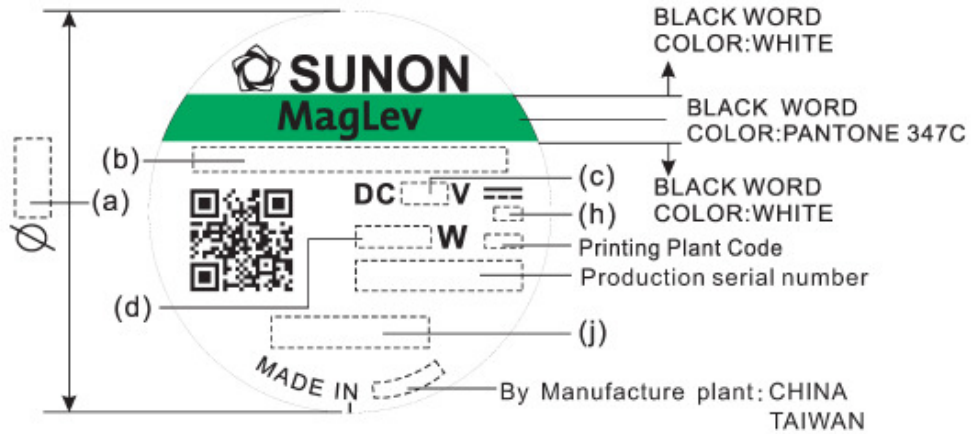 BLACK WORD
COLOR:WHITE
SUNON
MagLev
BLACK WORD
COLOR:PANTONE 347C
(b)
(a)
Ø
DC V
(c)
BLACK WORD
COLOR:WHITE
(h)
W
Printing Plant Code
Production serial number
(d)
(j)
MADE IN
By Manufacture plant: CHINA
TAIWAN